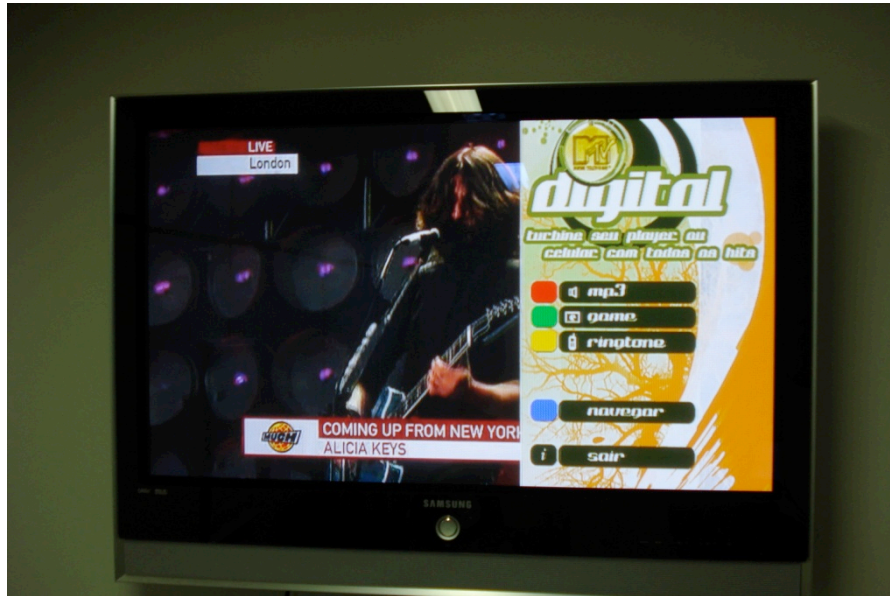 LIVE
London
MTV
digital
turbine seu player ou
celular com todos os hits
mp3
game
ringtone
navegar
i sair
MUCH
COMING UP FROM NEW YORK
ALICIA KEYS
SAMSUNG